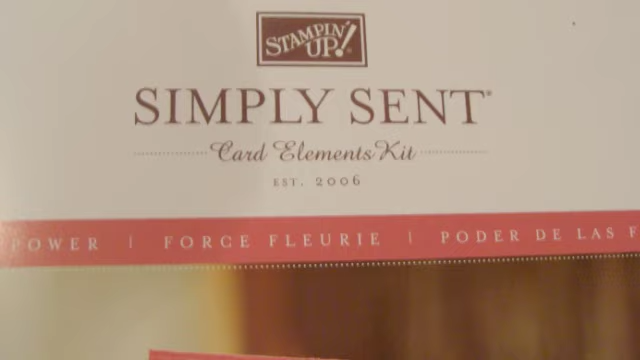 STAMPIN'
UP!
SIMPLY SENT
Card Elements Kit
EST. 2006
POWER | FORCE FLEURIE | PODER DE LAS F